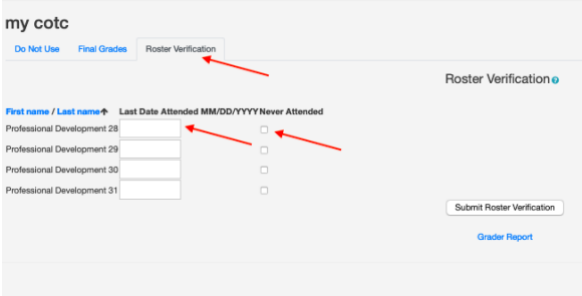 my cotc
Do Not Use Final Grades Roster Verification
Roster Verification
First name / Last name Last Date Attended MM/DD/YYYY Never Attended
Professional Development 28
Professional Development 29
Professional Development 30
Professional Development 31
Submit Roster Verification
Grader Report